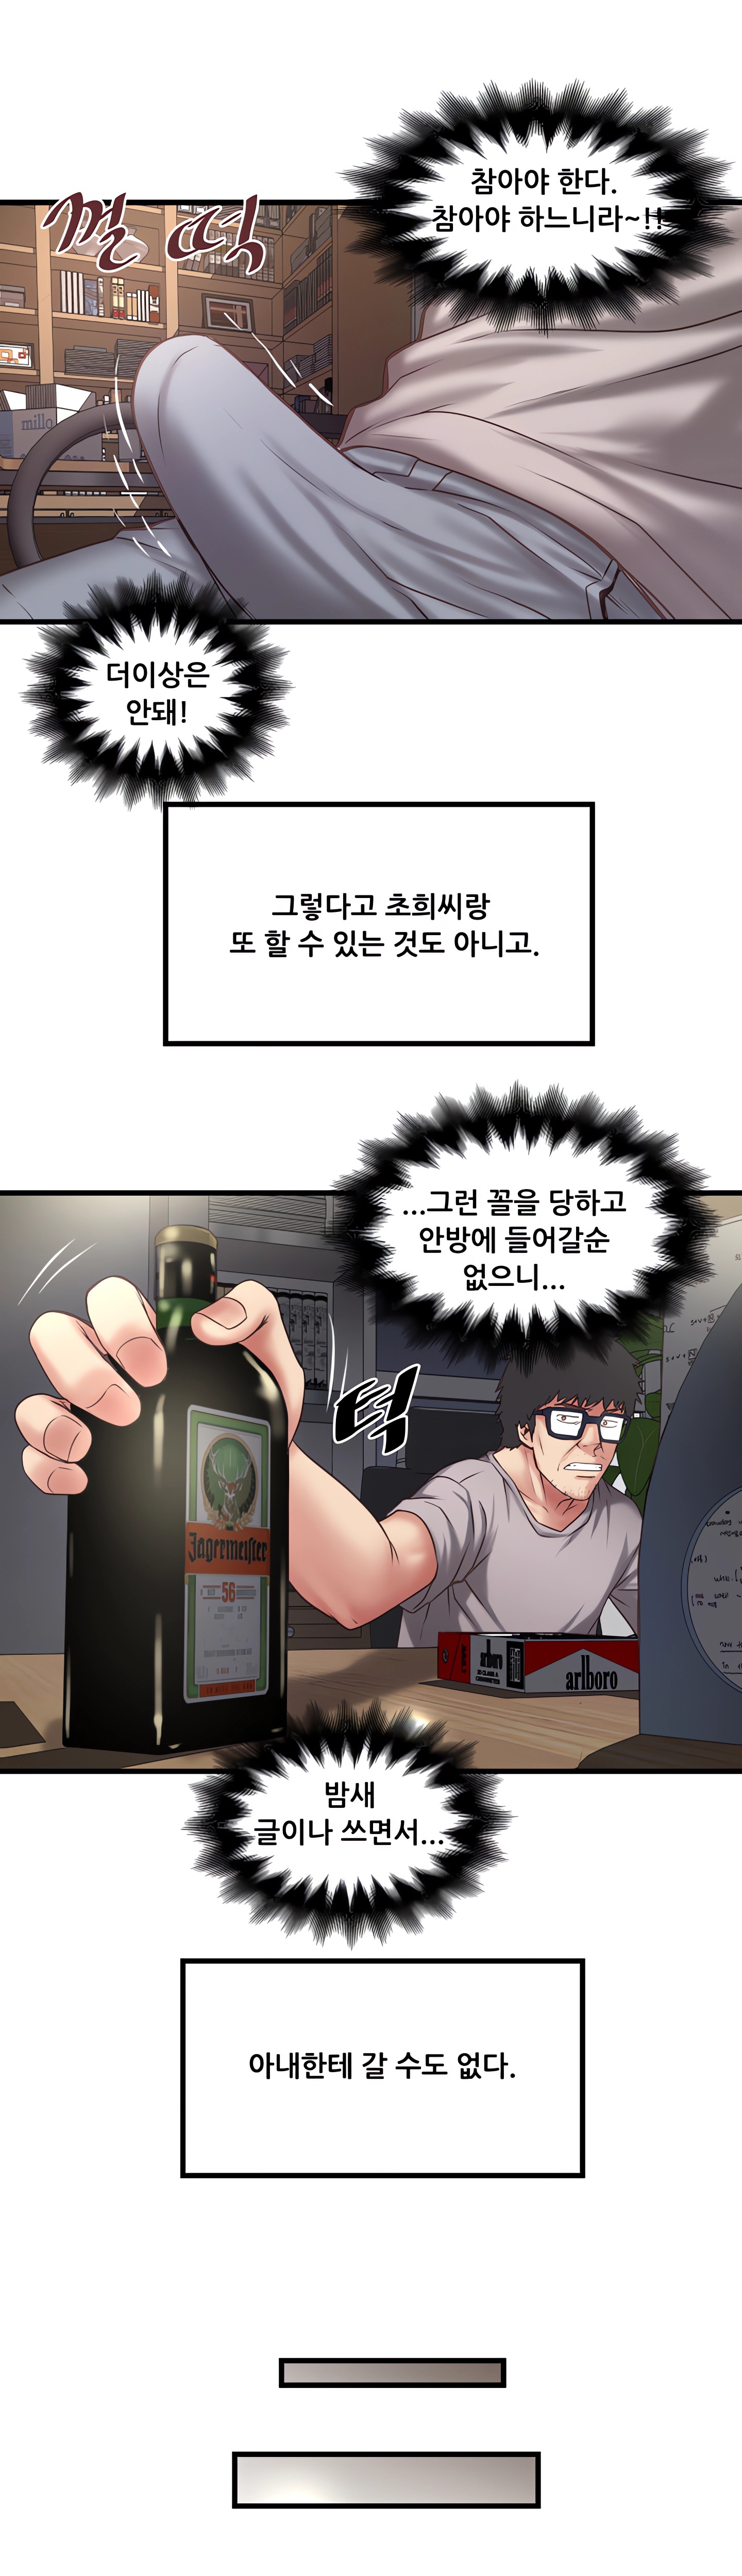 참아야 한다.
참아야 하느니라~!!
껄떡
millo
더이상은
안돼!
그렇다고 초희씨랑
또 할 수 있는 것도 아니고.
...그런 꼴을 당하고
안방에 들어갈순
없으니...
턱
Jägermeister
56
arlboro
arlboro
밤새
글이나 쓰면서...
아내한테 갈 수도 없다.